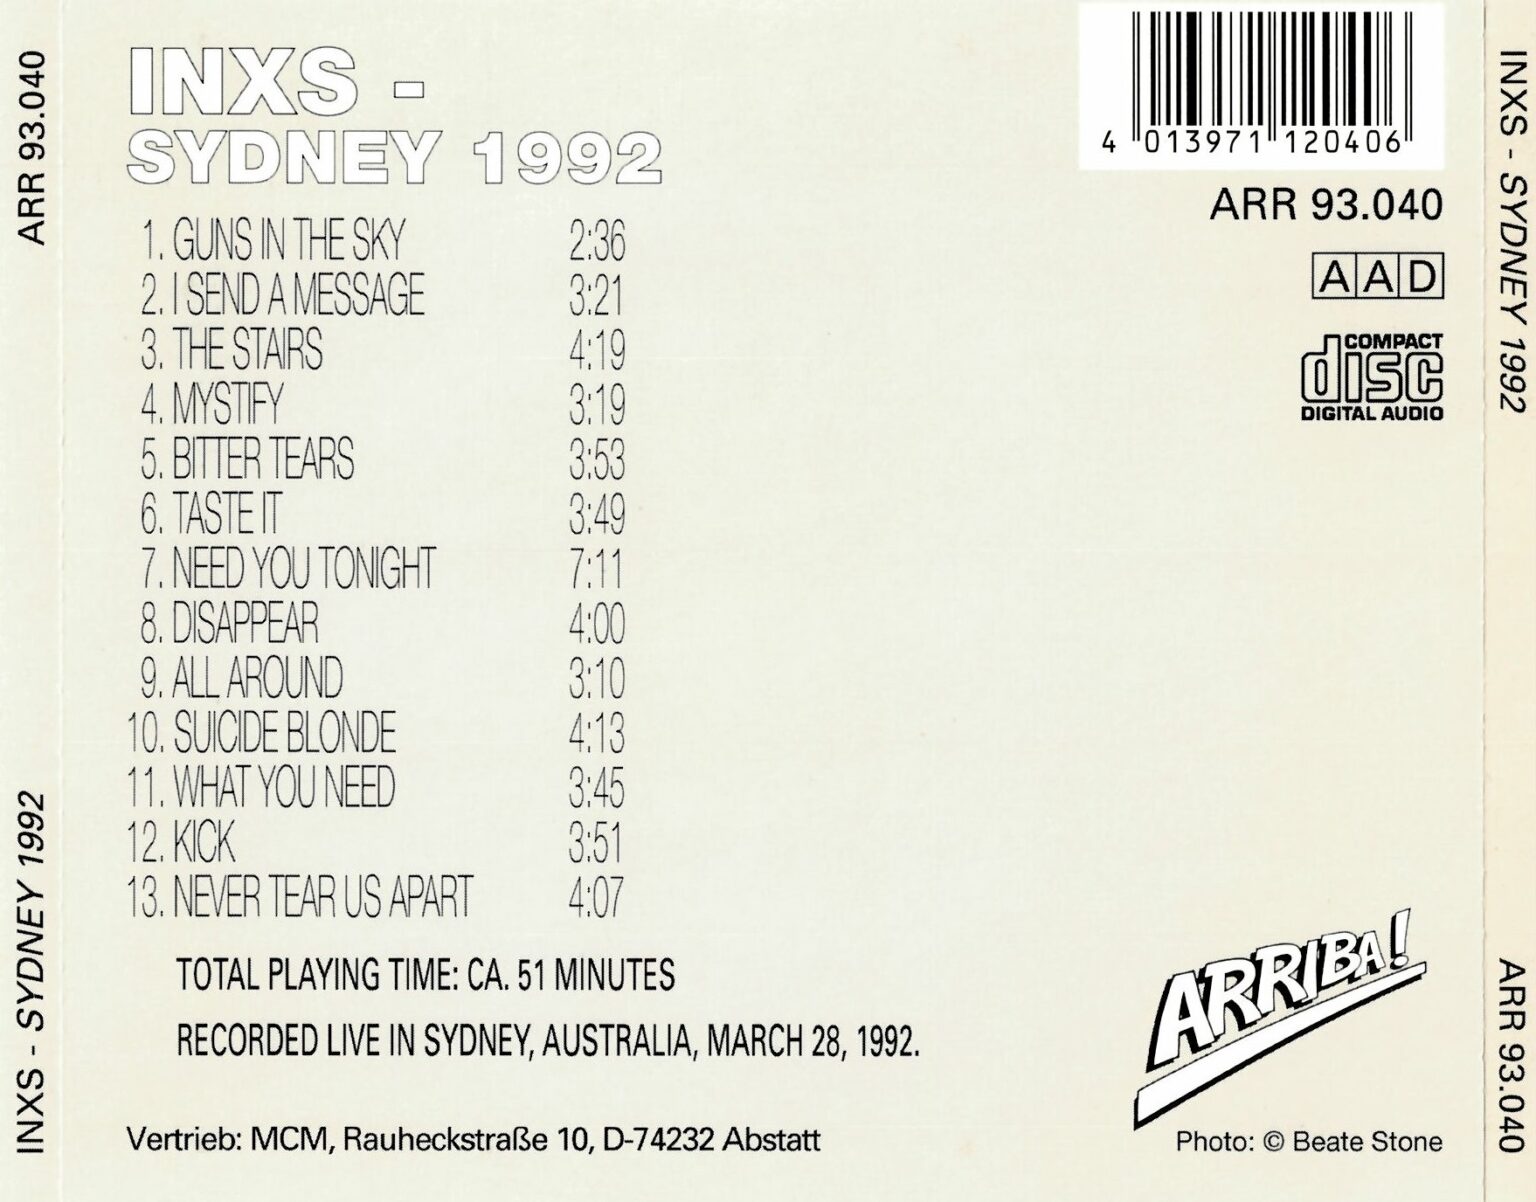 ARR 93.040
INXS - SYDNEY 1992
INXS -
SYDNEY 1992
1. GUNS IN THE SKY 2:36
2. I SEND A MESSAGE 3:21
3. THE STAIRS 4:19
4. MYSTIFY 3:19
5. BITTER TEARS 3:53
6. TASTE IT 3:49
7. NEED YOU TONIGHT 7:11
8. DISAPPEAR 4:00
9. ALL AROUND 3:10
10. SUICIDE BLONDE 4:13
11. WHAT YOU NEED 3:45
12. KICK 3:51
13. NEVER TEAR US APART 4:07
TOTAL PLAYING TIME: CA. 51 MINUTES
RECORDED LIVE IN SYDNEY, AUSTRALIA, MARCH 28, 1992.
Vertrieb: MCM, Rauheckstraße 10, D-74232 Abstatt
4 013971 120406
ARR 93.040
AAD
COMPACT
disc
DIGITAL AUDIO
ARRIBA!
Photo: © Beate Stone
INXS - SYDNEY 1992
ARR 93.040